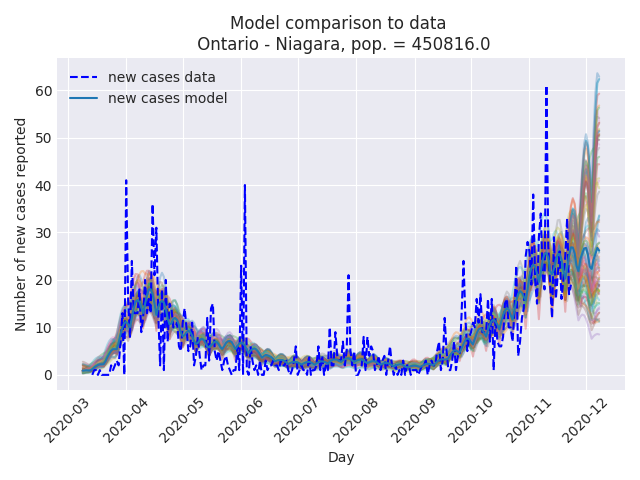 Model comparison to data
Ontario - Niagara, pop. = 450816.0
new cases data
new cases model
Number of new cases reported
60
50
40
30
20
10
0
2020-03
2020-04
2020-05
2020-06
2020-07
2020-08
2020-09
2020-10
2020-11
2020-12
Day